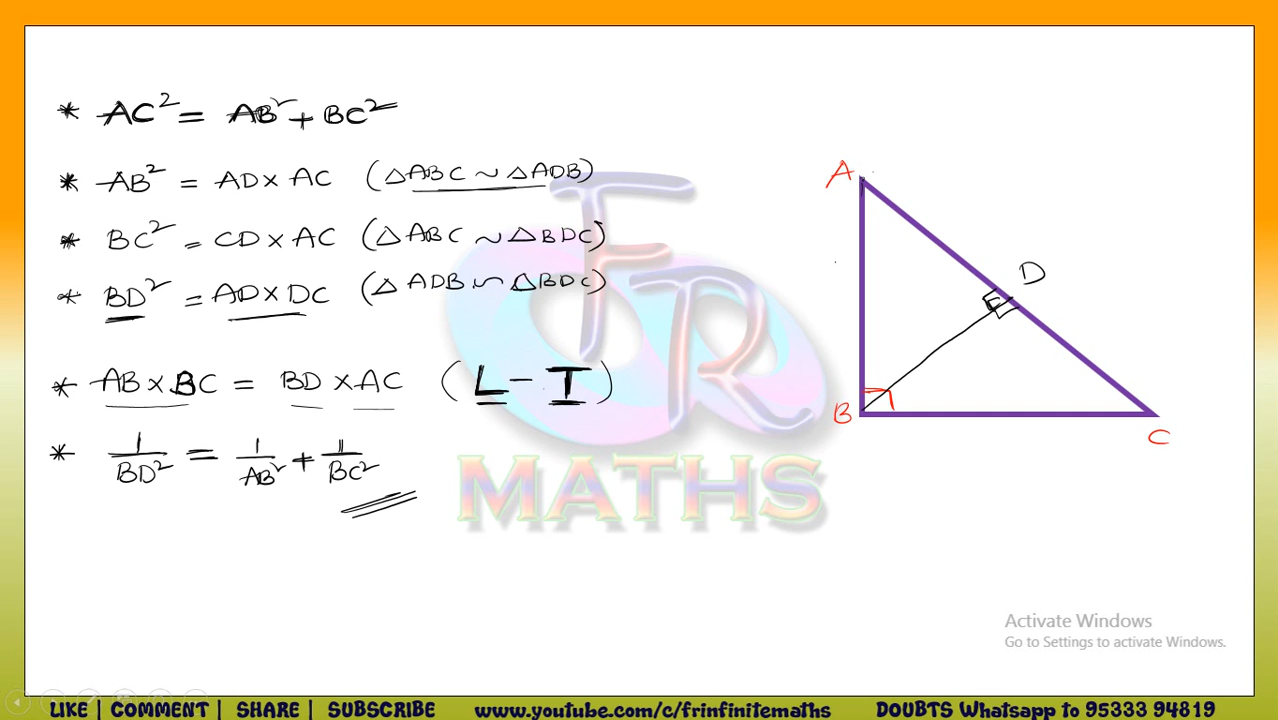 * AC² = AB² + BC²
* AB² = AD × AC (△ABC ~ △ADB)
* BC² = CD × AC (△ABC ~ △BDC)
* BD² = AD × DC (△ADB ~ △BDC)
* AB × BC = BD × AC (L - T)
* 1/BD² = 1/AB² + 1/BC²
A
D
B
C
FR
MATHS
Activate Windows
Go to Settings to activate Windows.
LIKE | COMMENT | SHARE | SUBSCRIBE www.youtube.com/c/frinfinitemaths DOUBTS Whatsapp to 95333 94819